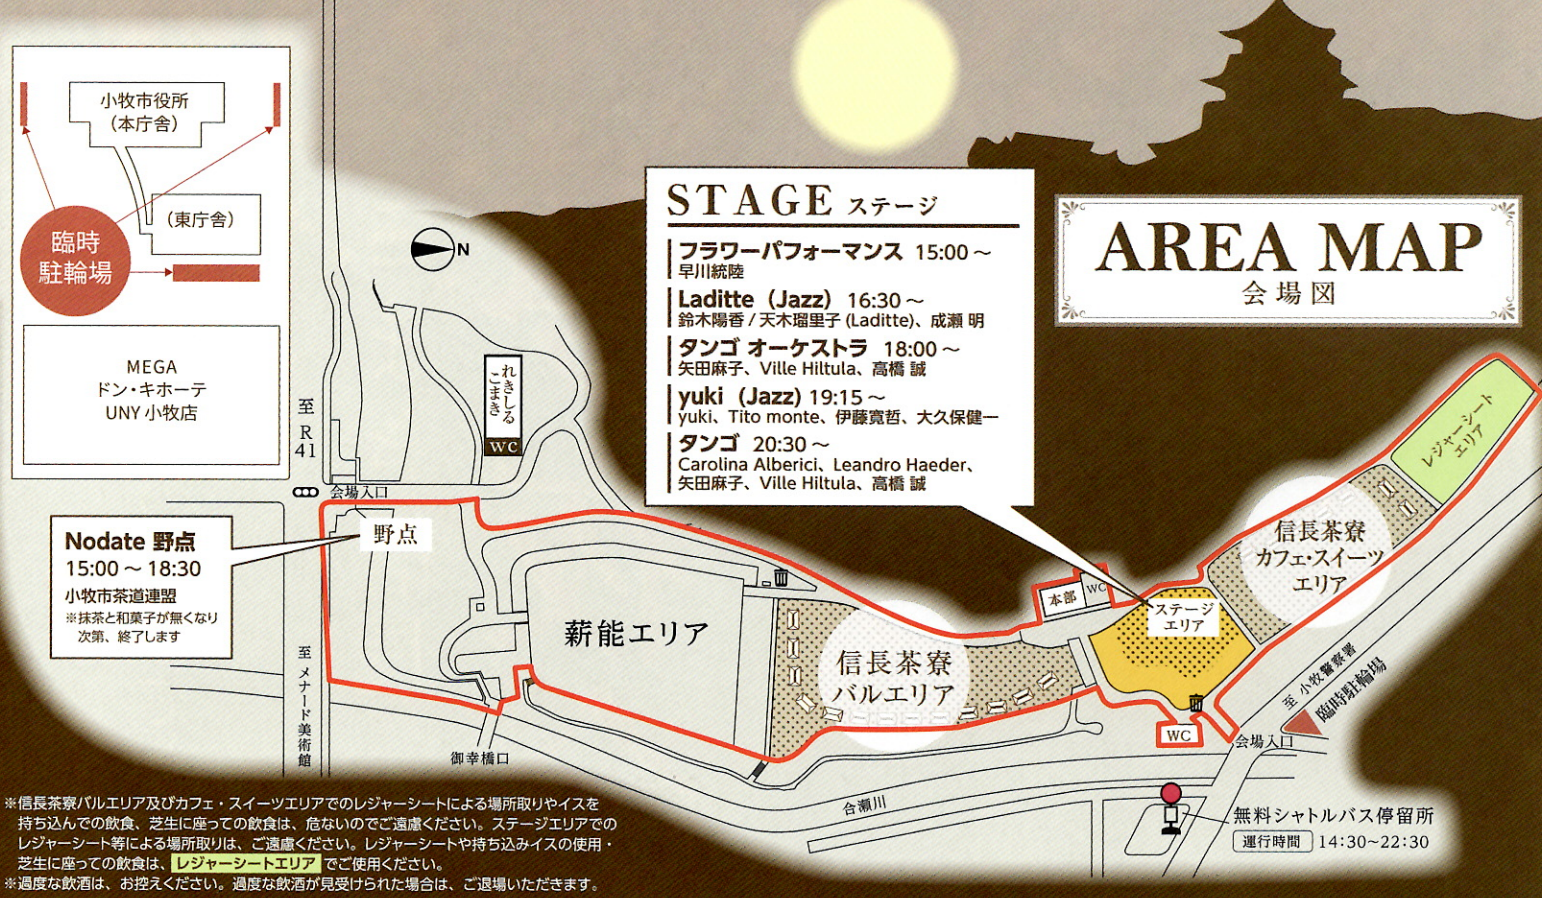 小牧市役所
（本庁舎）
（東庁舎）
臨時
駐輪場
MEGA
ドン・キホーテ
UNY 小牧店
至 R41
N
れきしるこまき
WC
会場入口
STAGE ステージ
フラワーパフォーマンス 15:00 ～
早川統陸
Laditte（Jazz）16:30 ～
鈴木陽香 / 天木瑠里子 (Laditte)、成瀬 明
タンゴ オーケストラ 18:00 ～
矢田麻子、Ville Hiltula、高橋 誠
yuki（Jazz）19:15 ～
yuki、Tito monte、伊藤寛哲、大久保健一
タンゴ 20:30 ～
Carolina Alberici、Leandro Haeder、
矢田麻子、Ville Hiltula、高橋 誠
AREA MAP
会場図
Nodate 野点
15:00 ～ 18:30
小牧市茶道連盟
※抹茶と和菓子が無くなり
次第、終了します
野点
至 メナード美術館
薪能エリア
御幸橋口
信長茶寮
バルエリア
本部
WC
ステージ
エリア
信長茶寮
カフェ・スイーツ
エリア
レジャーシート
エリア
WC
会場入口
至 小牧警察署
臨時駐輪場
合瀬川
無料シャトルバス停留所
運行時間 14:30~22:30
※信長茶寮バルエリア及びカフェ・スイーツエリアでのレジャーシートによる場所取りやイスを
持ち込んでの飲食、芝生に座っての飲食は、危ないのでご遠慮ください。ステージエリアでの
レジャーシート等による場所取りは、ご遠慮ください。レジャーシートや持ち込みイスの使用・
芝生に座っての飲食は、レジャーシートエリア でご使用ください。
※過度な飲酒は、お控えください。過度な飲酒が見受けられた場合は、ご退場いただきます。